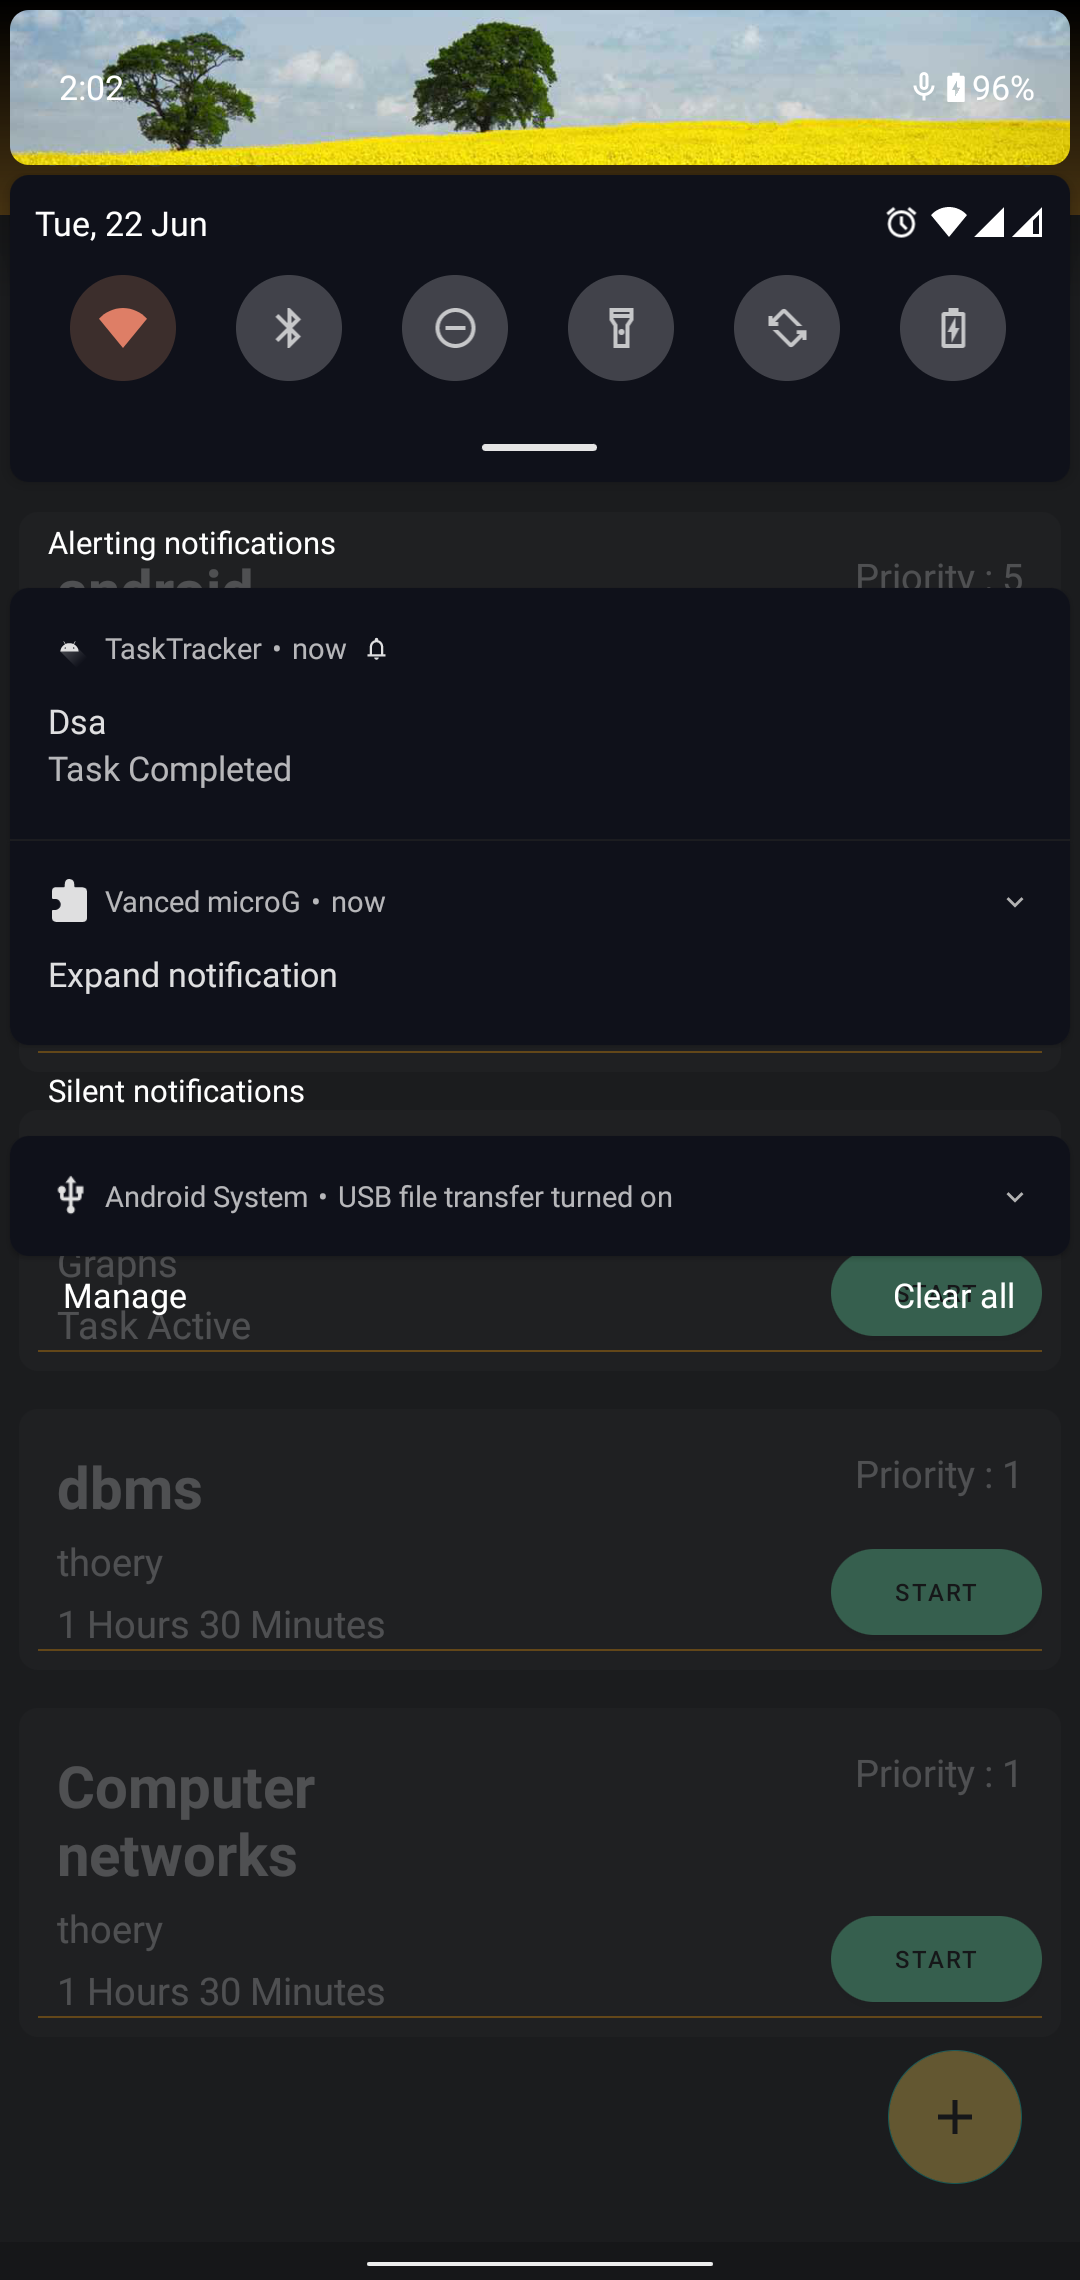 2:02
96%
Tue, 22 Jun
Alerting notifications
android
Priority : 5
TaskTracker • now
Dsa
Task Completed
Vanced microG • now
Expand notification
Silent notifications
Android System • USB file transfer turned on
Graphs
START
Manage
Clear all
Task Active
dbms
Priority : 1
thoery
START
1 Hours 30 Minutes
Computer
networks
Priority : 1
thoery
START
1 Hours 30 Minutes